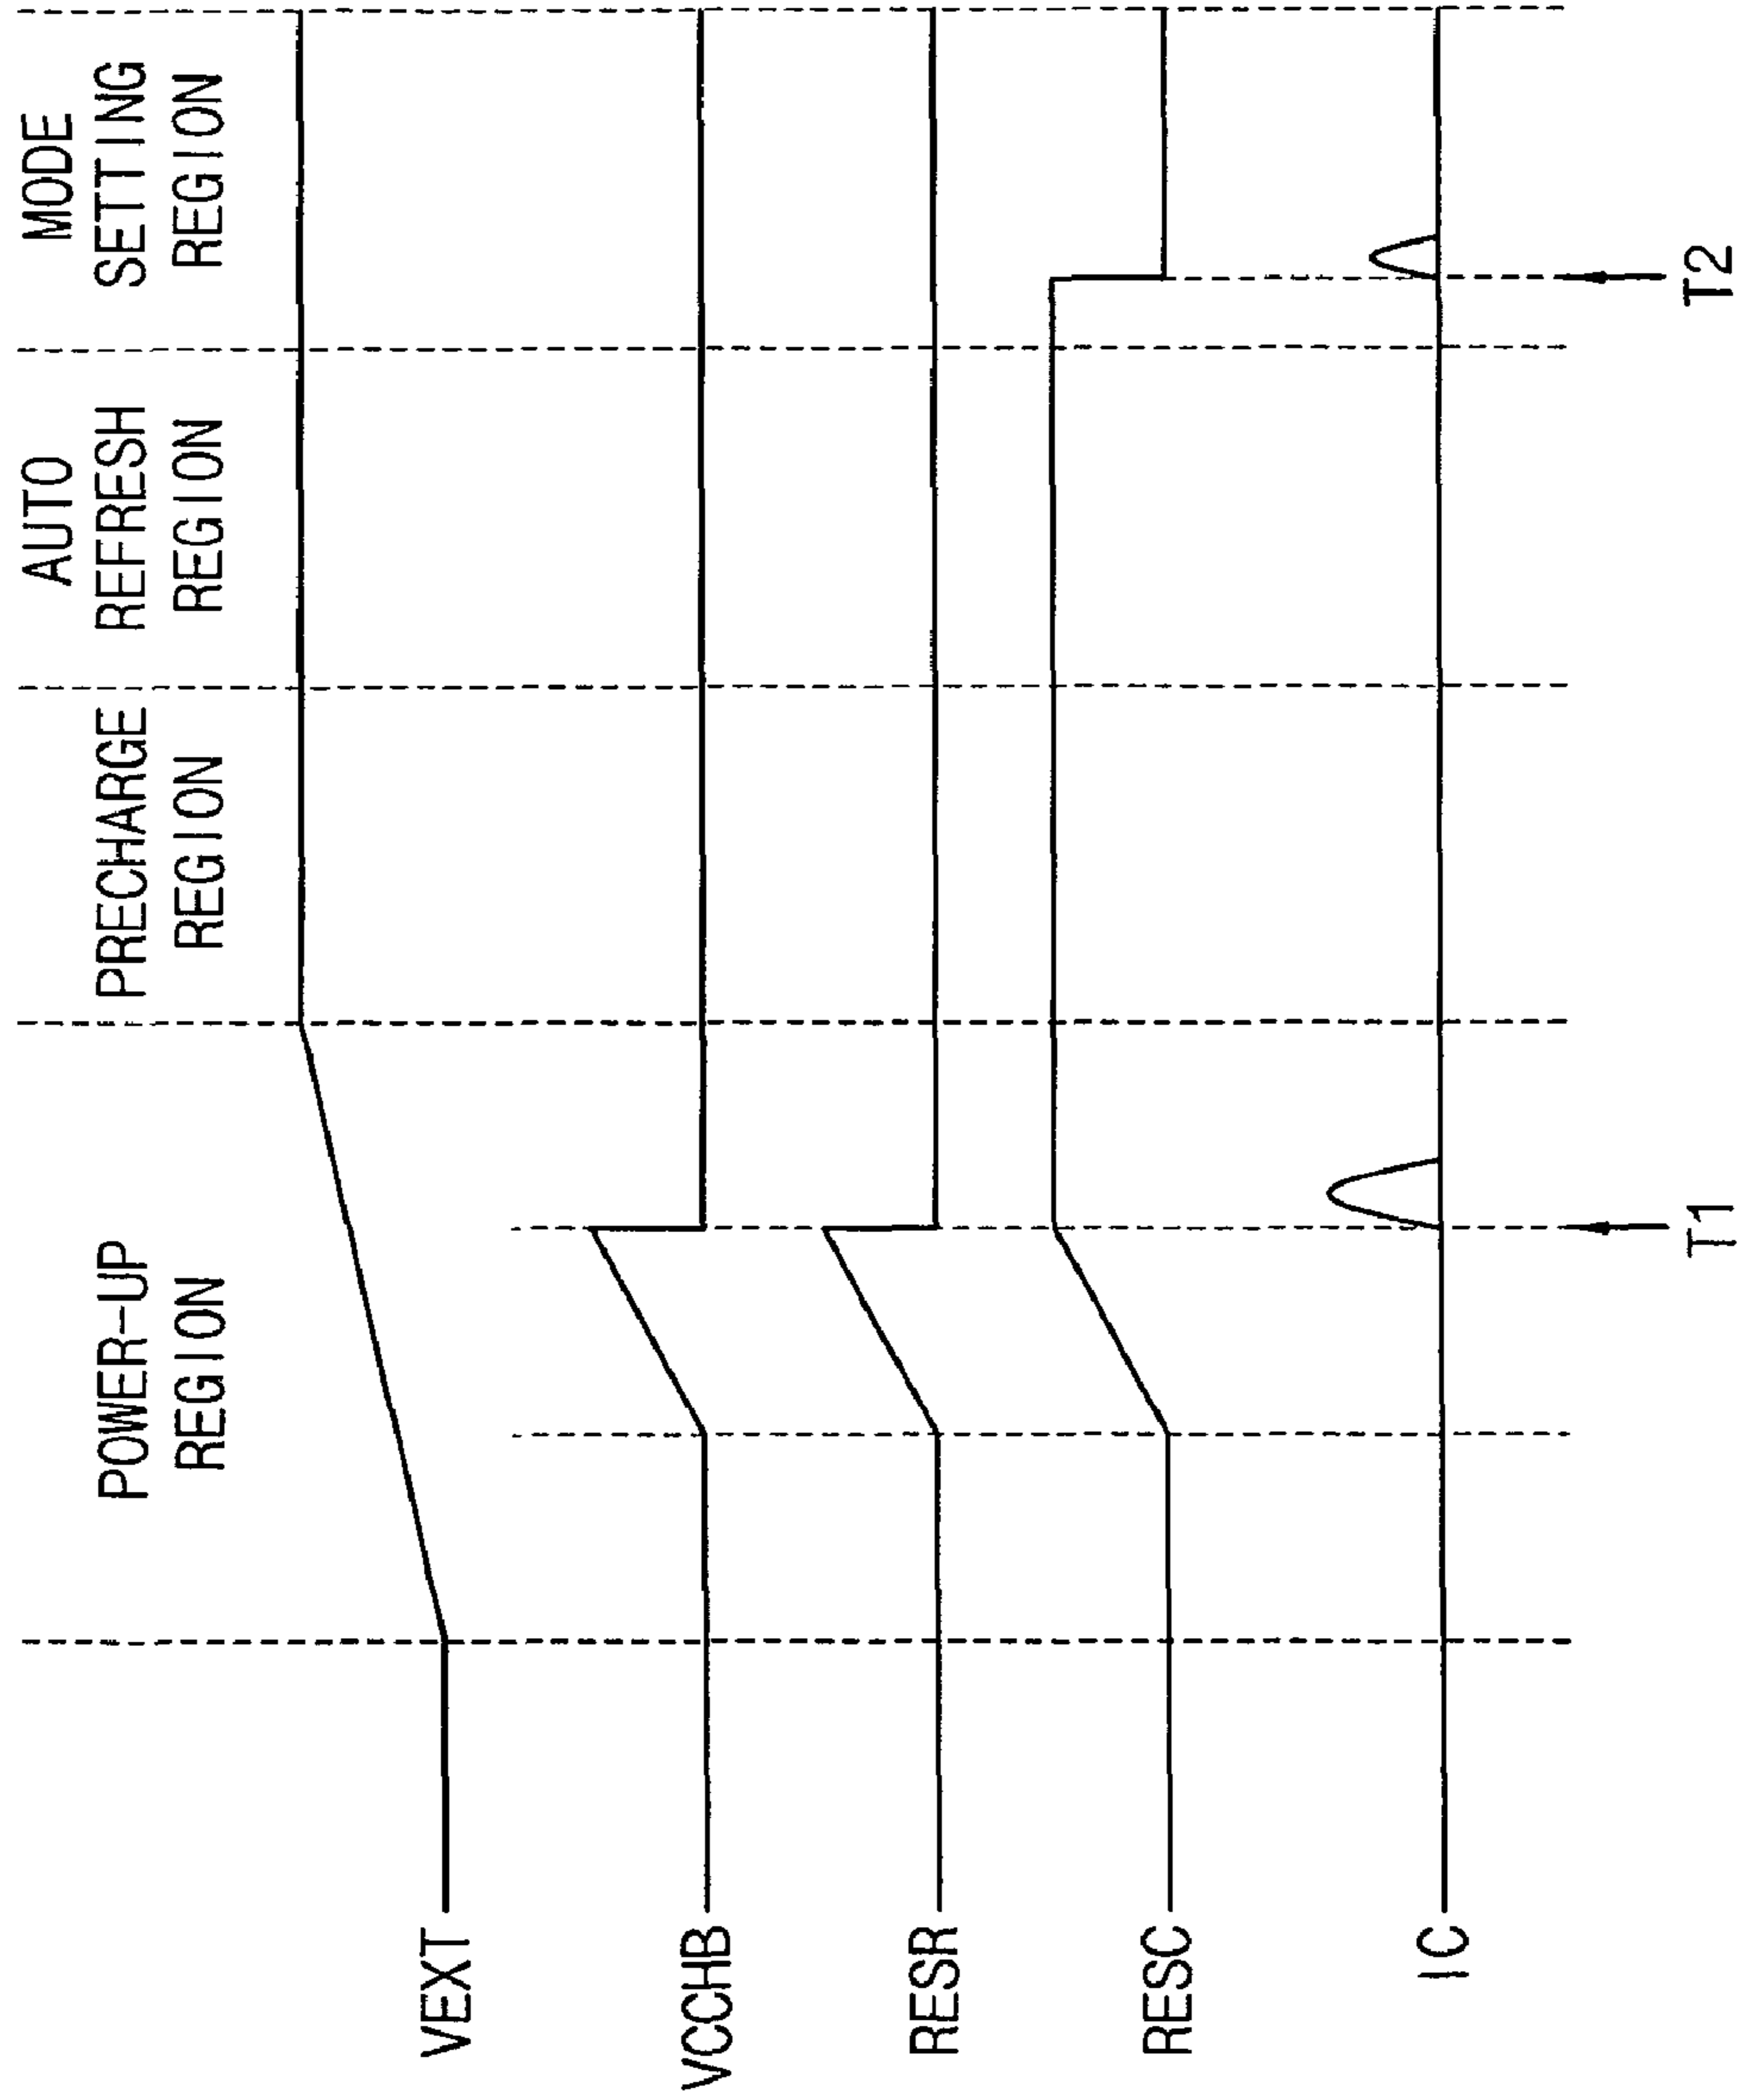 POWER-UP
REGION
PRECHARGE
REGION
AUTO
REFRESH
REGION
MODE
SETTING
REGION
VEXT
VCCHB
RESR
RESC
IC
T1
T2